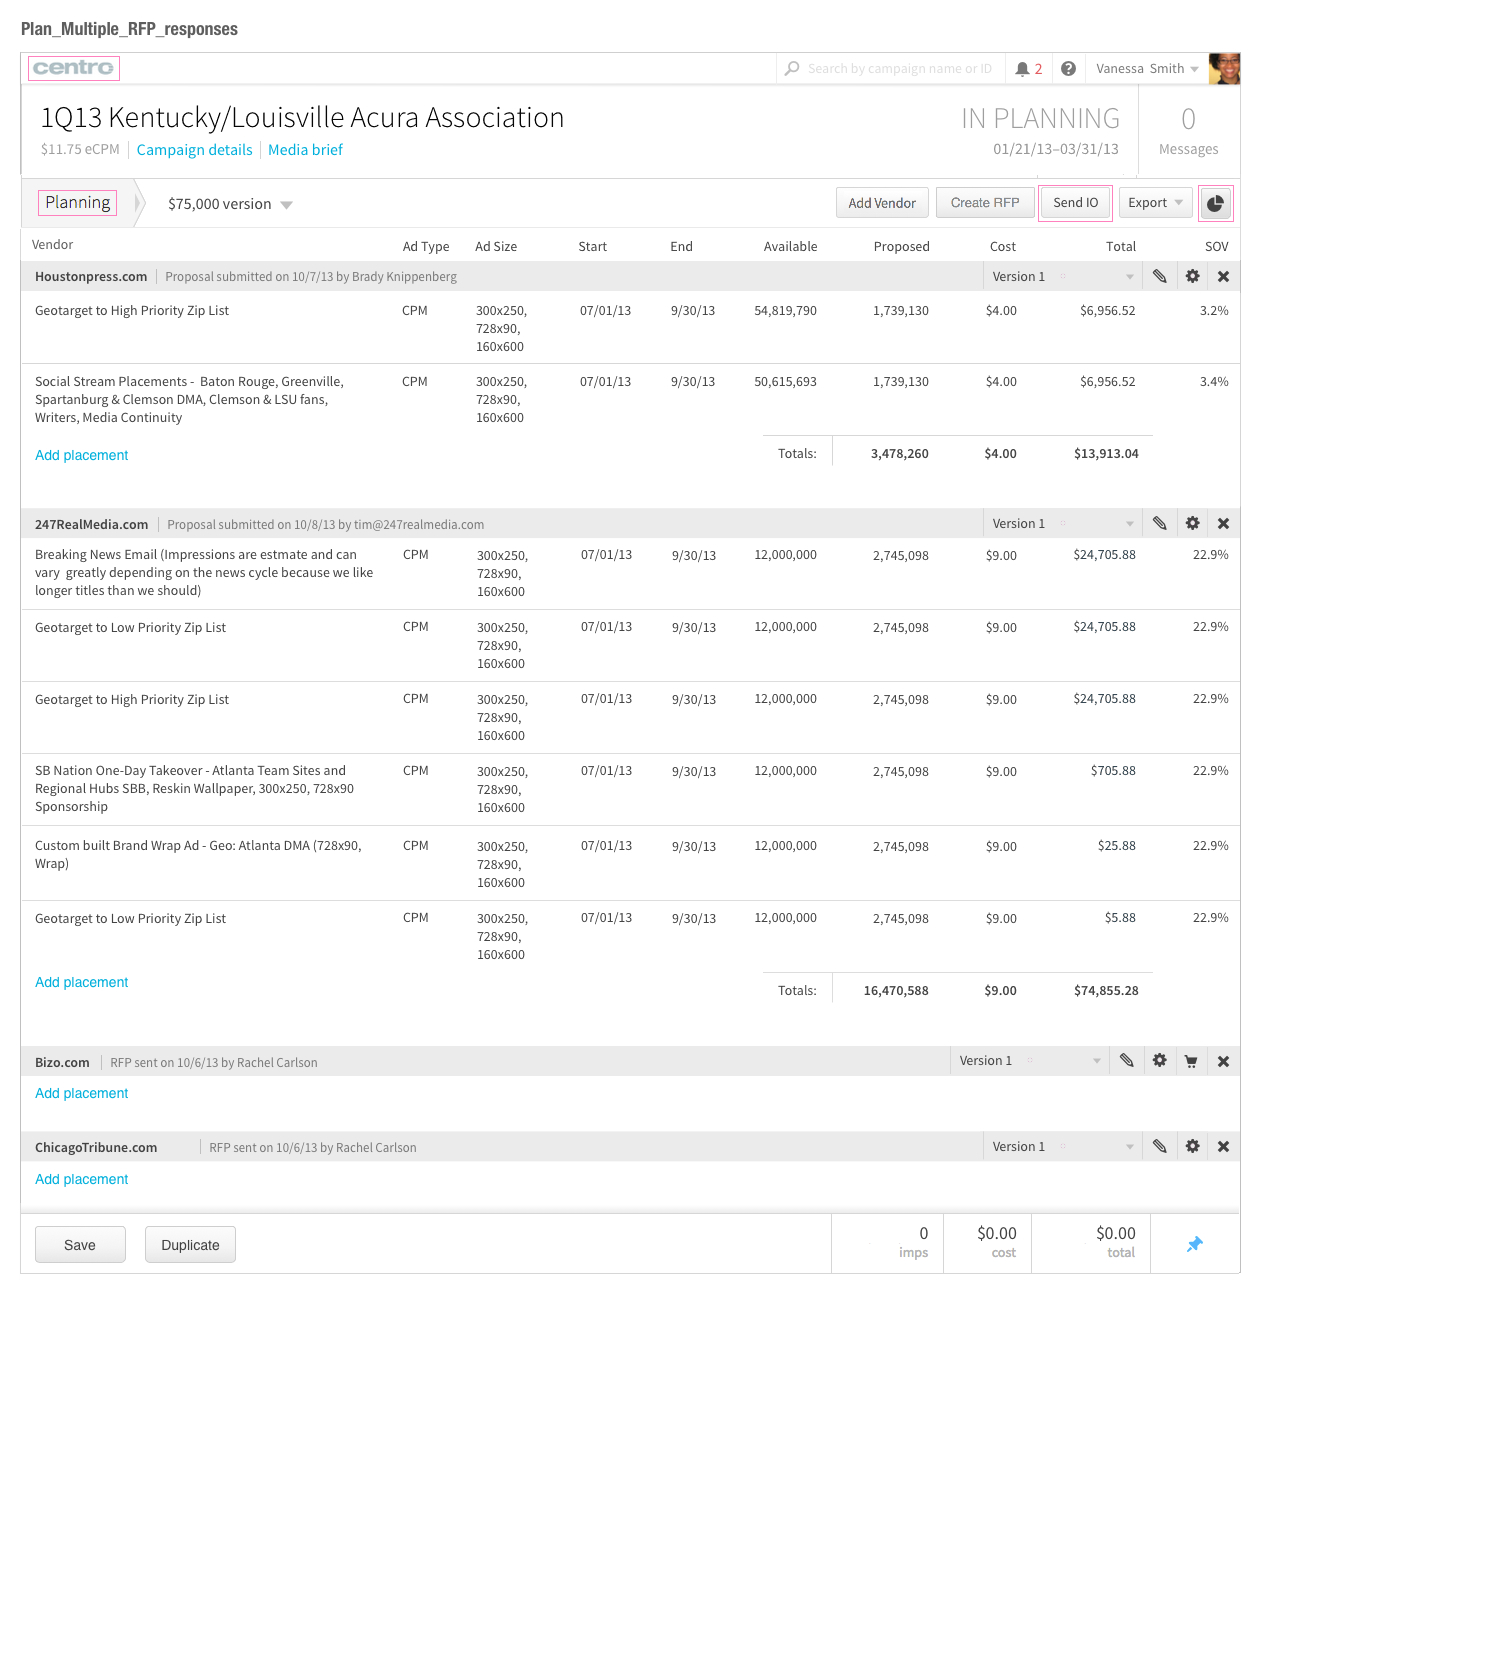 Plan_Multiple_RFP_responses
centro Search by campaign name or ID 2 ? Vanessa Smith
1Q13 Kentucky/Louisville Acura Association IN PLANNING 0
$11.75 eCPM Campaign details Media brief 01/21/13–03/31/13 Messages
Planning $75,000 version Add Vendor Create RFP Send IO Export
Vendor Ad Type Ad Size Start End Available Proposed Cost Total SOV
Houstonpress.com Proposal submitted on 10/7/13 by Brady Knippenberg Version 1
Geotarget to High Priority Zip List CPM 300x250, 07/01/13 9/30/13 54,819,790 1,739,130 $4.00 $6,956.52 3.2%
728x90,
160x600
Social Stream Placements - Baton Rouge, Greenville, CPM 300x250, 07/01/13 9/30/13 50,615,693 1,739,130 $4.00 $6,956.52 3.4%
Spartanburg & Clemson DMA, Clemson & LSU fans, 728x90,
Writers, Media Continuity 160x600
Add placement Totals: 3,478,260 $4.00 $13,913.04
247RealMedia.com Proposal submitted on 10/8/13 by tim@247realmedia.com Version 1
Breaking News Email (Impressions are estmate and can CPM 300x250, 07/01/13 9/30/13 12,000,000 2,745,098 $9.00 $24,705.88 22.9%
vary greatly depending on the news cycle because we like 728x90,
longer titles than we should) 160x600
Geotarget to Low Priority Zip List CPM 300x250, 07/01/13 9/30/13 12,000,000 2,745,098 $9.00 $24,705.88 22.9%
728x90,
160x600
Geotarget to High Priority Zip List CPM 300x250, 07/01/13 9/30/13 12,000,000 2,745,098 $9.00 $24,705.88 22.9%
728x90,
160x600
SB Nation One-Day Takeover - Atlanta Team Sites and CPM 300x250, 07/01/13 9/30/13 12,000,000 2,745,098 $9.00 $705.88 22.9%
Regional Hubs SBB, Reskin Wallpaper, 300x250, 728x90 728x90,
Sponsorship 160x600
Custom built Brand Wrap Ad - Geo: Atlanta DMA (728x90, CPM 300x250, 07/01/13 9/30/13 12,000,000 2,745,098 $9.00 $25.88 22.9%
Wrap) 728x90,
160x600
Geotarget to Low Priority Zip List CPM 300x250, 07/01/13 9/30/13 12,000,000 2,745,098 $9.00 $5.88 22.9%
728x90,
160x600
Add placement Totals: 16,470,588 $9.00 $74,855.28
Bizo.com RFP sent on 10/6/13 by Rachel Carlson Version 1
Add placement
ChicagoTribune.com RFP sent on 10/6/13 by Rachel Carlson Version 1
Add placement
Save Duplicate 0 $0.00 $0.00
imps cost total